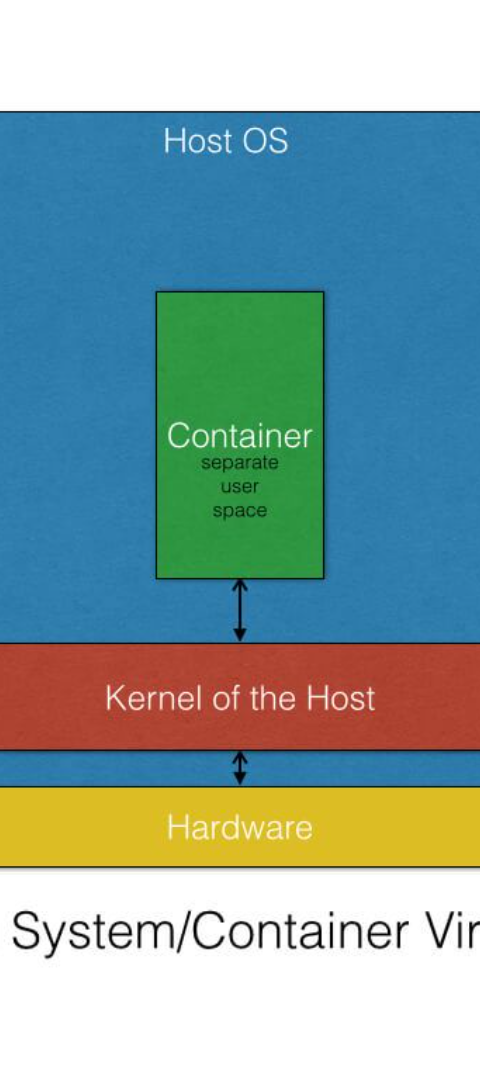 Host OS
Container
separate
user
space
Kernel of the Host
Hardware
System/Container Vir